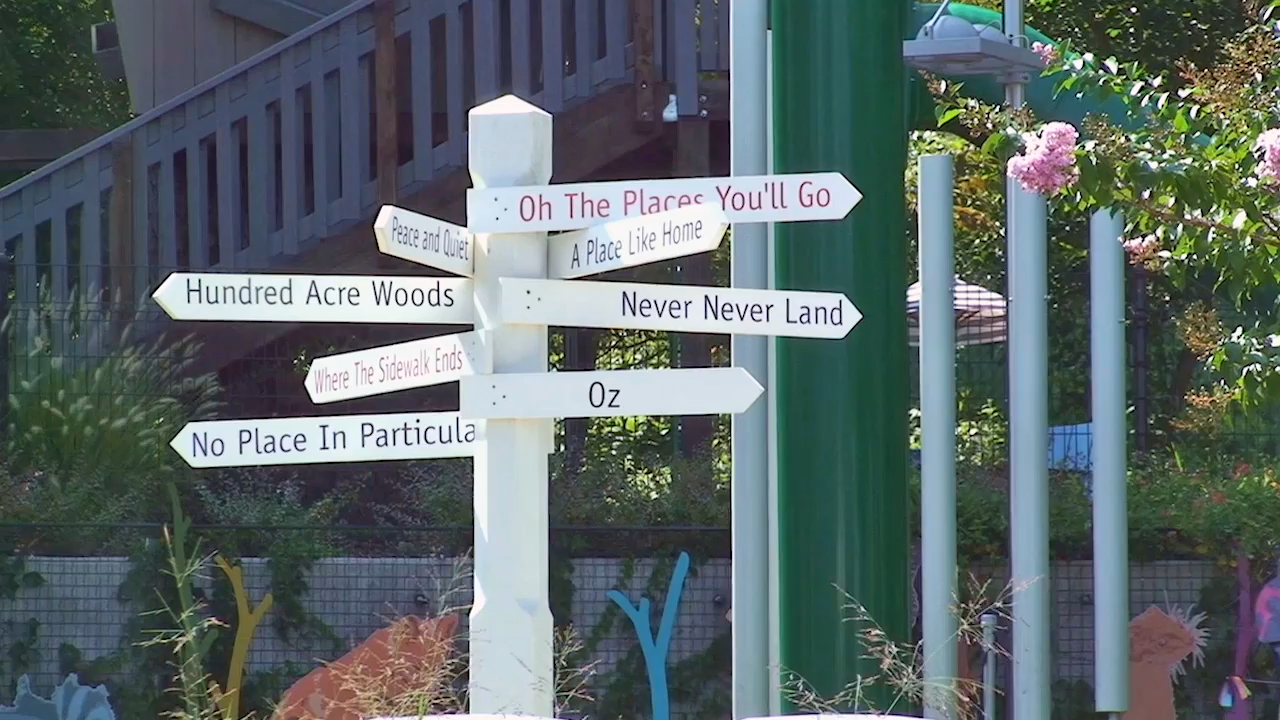 Oh The Places You'll Go
Peace and Quiet
A Place Like Home
Hundred Acre Woods
Never Never Land
Where The Sidewalk Ends
Oz
No Place In Particula